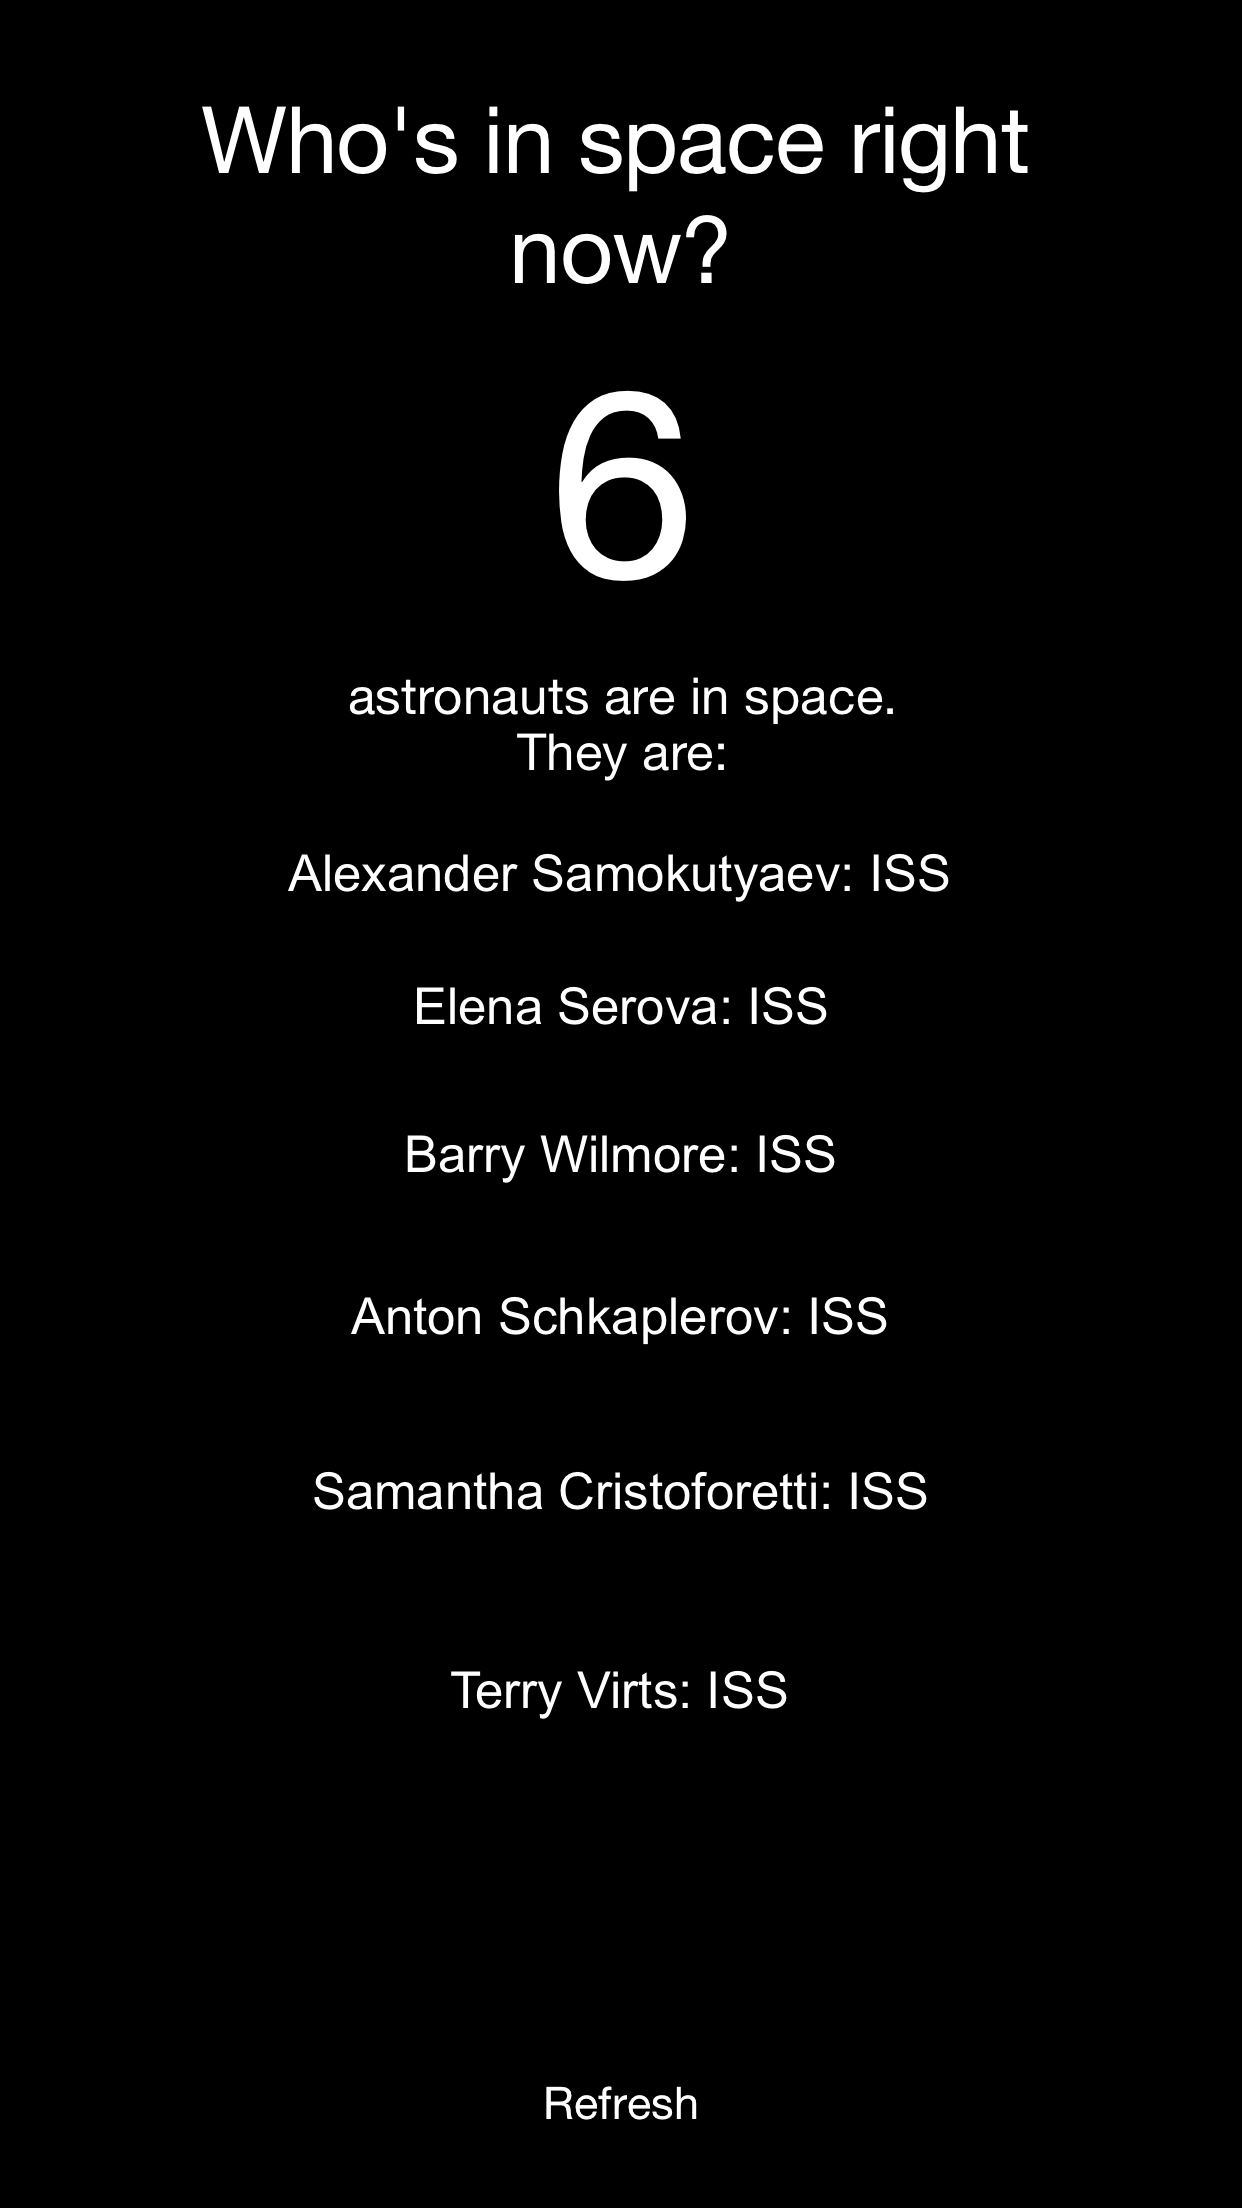 Who's in space right
now?
6
astronauts are in space.
They are:
Alexander Samokutyaev: ISS
Elena Serova: ISS
Barry Wilmore: ISS
Anton Schkaplerov: ISS
Samantha Cristoforetti: ISS
Terry Virts: ISS
Refresh